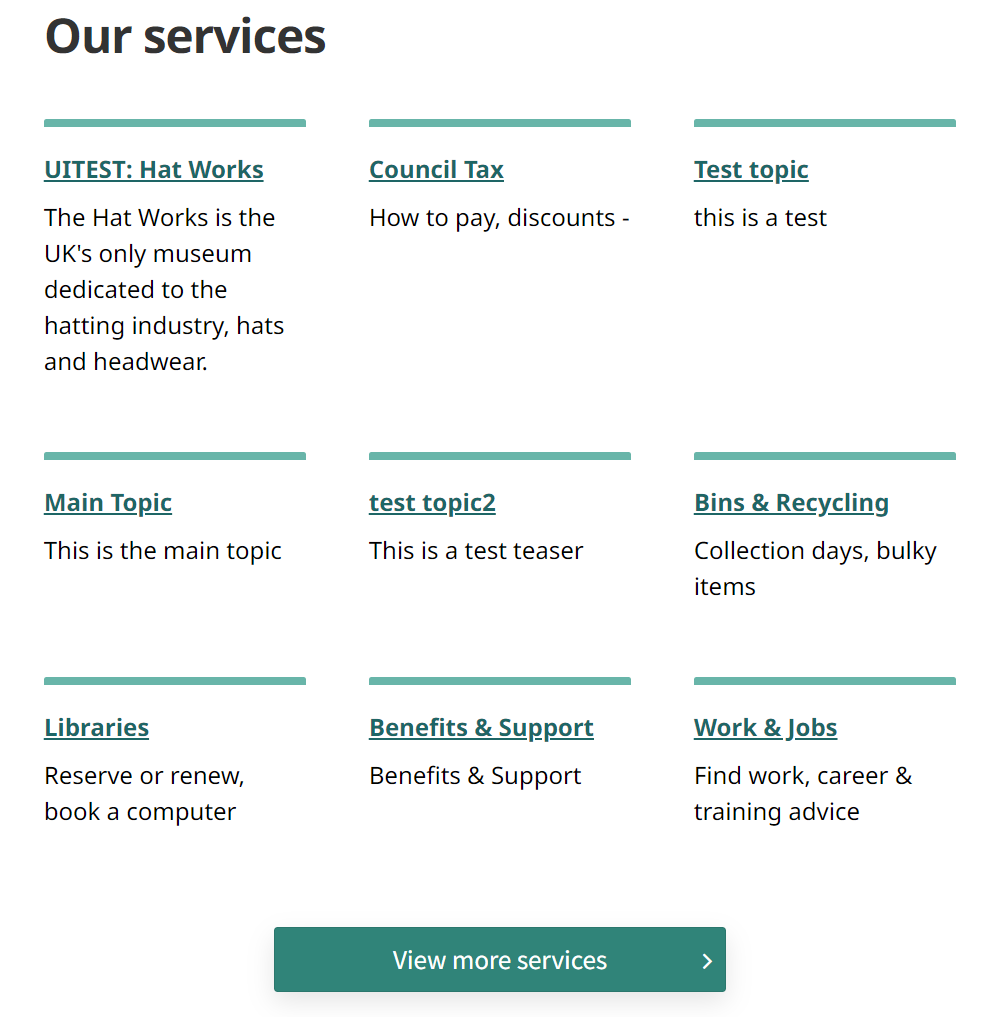 Our services
UITEST: Hat Works
The Hat Works is the
UK's only museum
dedicated to the
hatting industry, hats
and headwear.
Council Tax
How to pay, discounts -
Test topic
this is a test
Main Topic
This is the main topic
test topic2
This is a test teaser
Bins & Recycling
Collection days, bulky
items
Libraries
Reserve or renew,
book a computer
Benefits & Support
Benefits & Support
Work & Jobs
Find work, career &
training advice
View more services